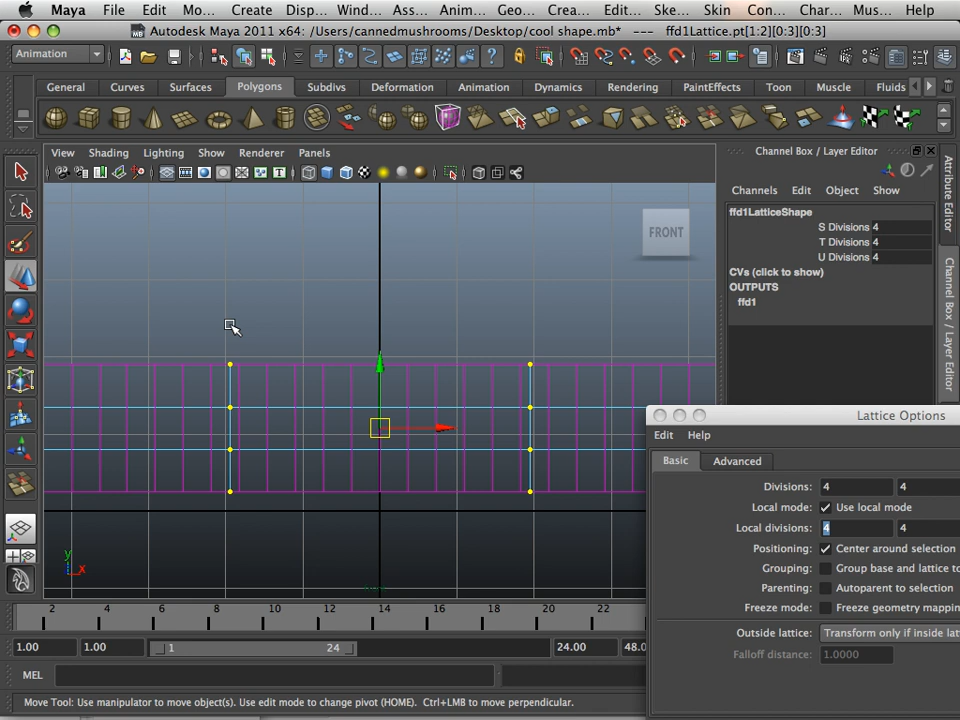 Maya File Edit Mo... Create Disp... Wind... Ass... Anim... Geo... Crea... Edit... Ske... Skin Con... Char... Mus... Help
Autodesk Maya 2011 x64: /Users/cannedmushrooms/Desktop/cool shape.mb* --- ffd1Lattice.pt[1:2][0:3][0:3]
Animation
General Curves Surfaces Polygons Subdivs Deformation Animation Dynamics Rendering PaintEffects Toon Muscle Fluids
View Shading Lighting Show Renderer Panels
Channel Box / Layer Editor
Channels Edit Object Show
ffd1LatticeShape
S Divisions 4
T Divisions 4
U Divisions 4
CVs (click to show)
OUTPUTS
ffd1
Attribute Editor
Channel Box / Layer Editor
FRONT
y
x
Lattice Options
Edit Help
Basic Advanced
Divisions: 4 4
Local mode: Use local mode
Local divisions: 4 4
Positioning: Center around selection
Grouping: Group base and lattice to
Parenting: Autoparent to selection
Freeze mode: Freeze geometry mappin
Outside lattice: Transform only if inside lat
Falloff distance: 1.0000
2 4 6 8 10 12 14 16 18 20 22
1.00 1.00 1 24 24.00 48.0
MEL
Move Tool: Use manipulator to move object(s). Use edit mode to change pivot (HOME). Ctrl+LMB to move perpendicular.